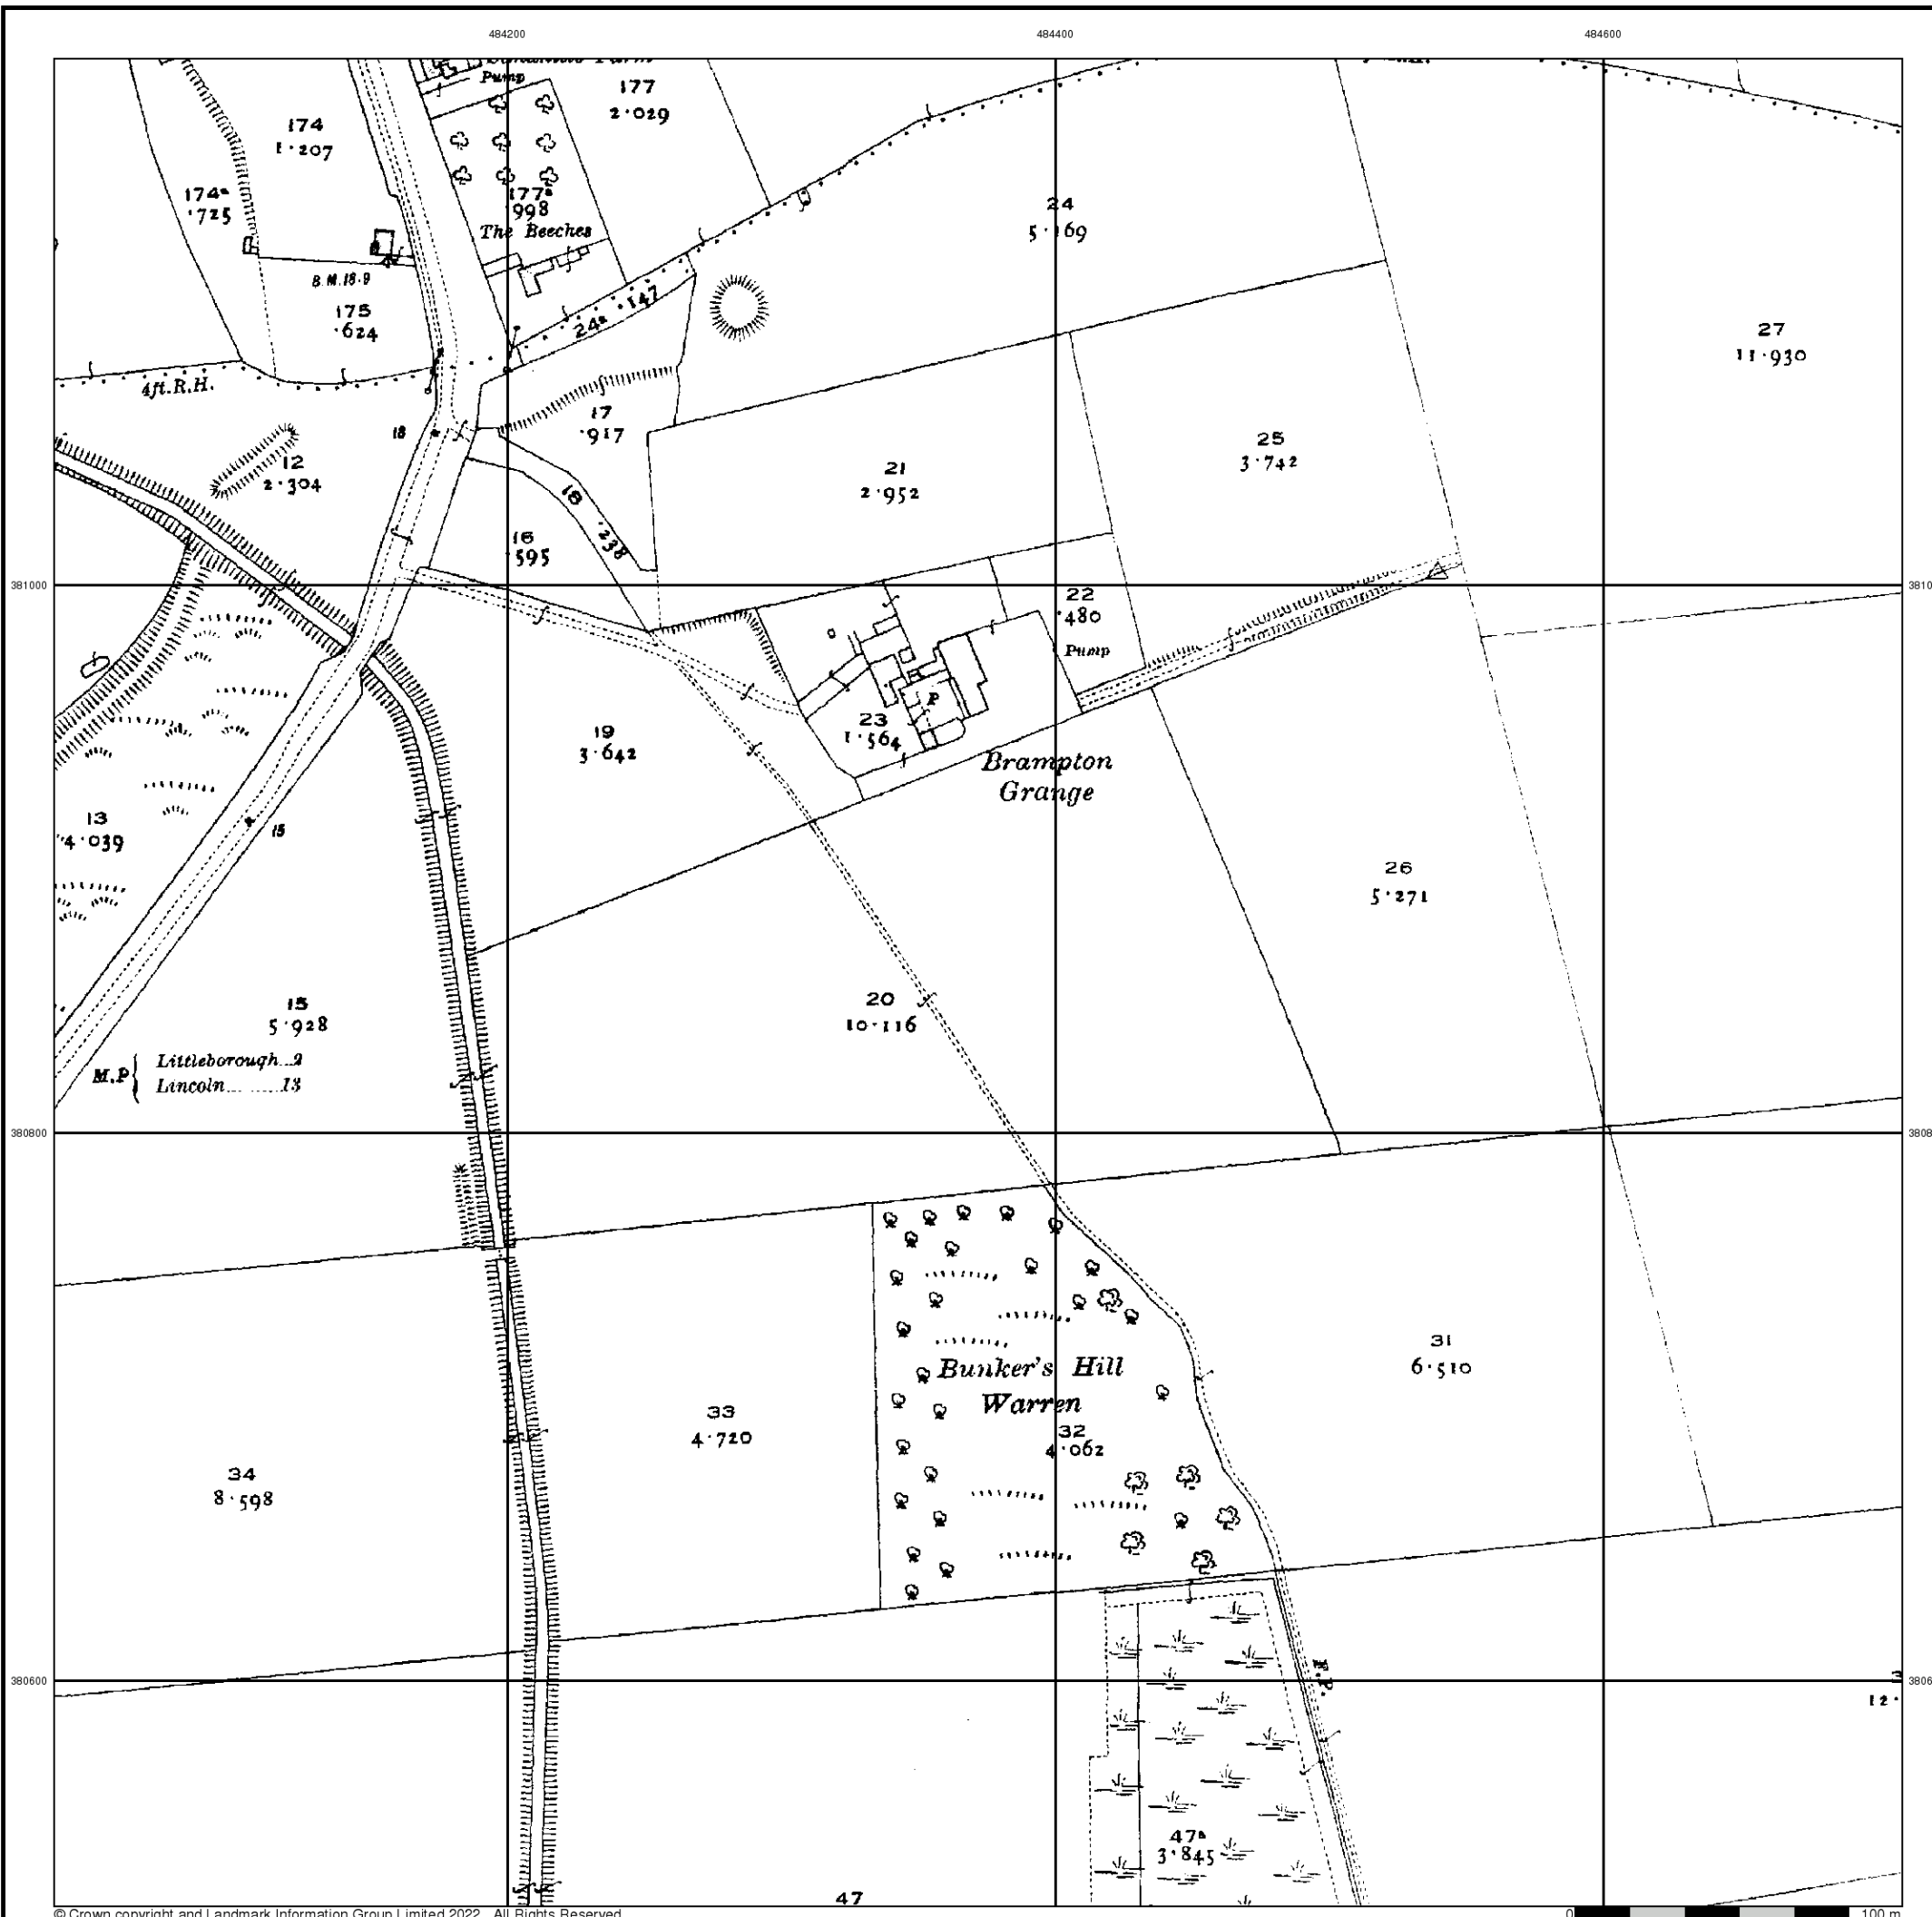 484200
484400
484600
Pump
177
2·029
174
1·207
174a
·725
177a
·998
The Beeches
24
5·169
B.M.18·9
175
·624
24a ·147
27
11·930
4ft.R.H.
17
·917
18
12
2·304
21
2·952
25
3·742
18 ·238
16
·595
381000
22
·480
Pump
P
23
1·564
19
3·642
Brampton
Grange
13
4·039
15
26
5·271
20
10·116
15
5·928
M.P { Littleborough 2
Lincoln 13
380800
31
6·510
Bunker's Hill
Warren
32
4·062
33
4·720
34
8·598
380600
F.P.
12·
47a
3·845
47
© Crown copyright and Landmark Information Group Limited 2022. All Rights Reserved
0 100 m